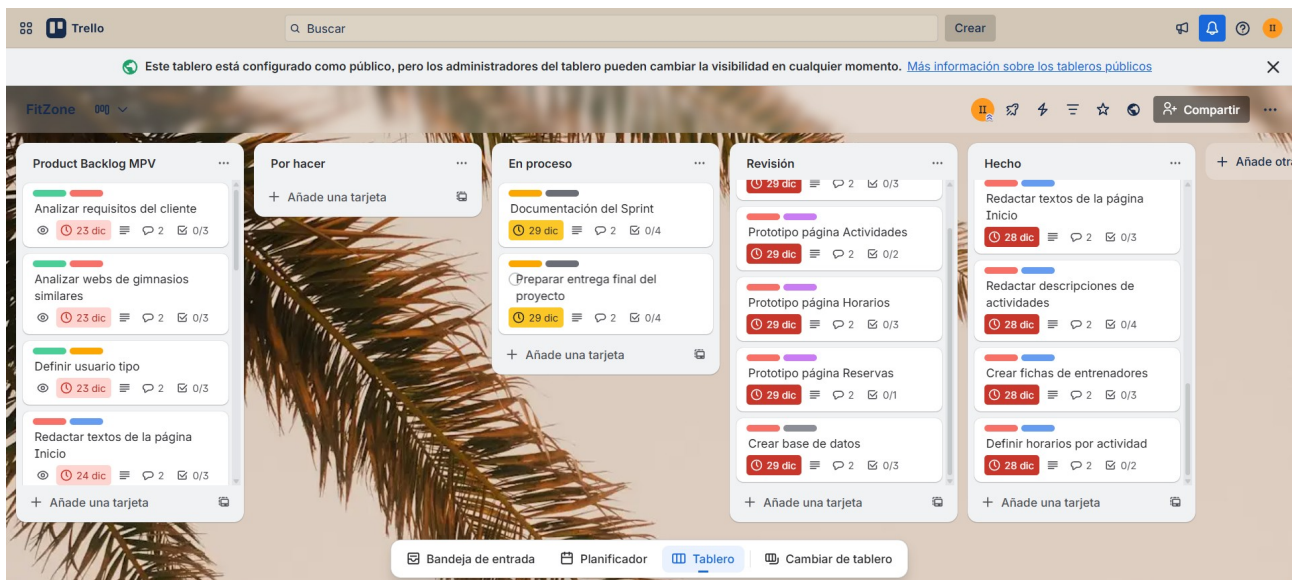 Trello
Buscar
Crear
II
Este tablero está configurado como público, pero los administradores del tablero pueden cambiar la visibilidad en cualquier momento. Más información sobre los tableros públicos
FitZone
II
Compartir
Product Backlog MPV
Analizar requisitos del cliente
23 dic 2 0/3
Analizar webs de gimnasios
similares
23 dic 2 0/3
Definir usuario tipo
23 dic 2 0/3
Redactar textos de la página
Inicio
24 dic 2 0/3
+ Añade una tarjeta
Por hacer
+ Añade una tarjeta
En proceso
Documentación del Sprint
29 dic 2 0/4
Preparar entrega final del
proyecto
29 dic 2 0/4
+ Añade una tarjeta
Revisión
29 dic 2 0/3
Prototipo página Actividades
29 dic 2 0/2
Prototipo página Horarios
29 dic 2 0/3
Prototipo página Reservas
29 dic 2 0/1
Crear base de datos
29 dic 2 0/3
+ Añade una tarjeta
Hecho
Redactar textos de la página
Inicio
28 dic 2 0/3
Redactar descripciones de
actividades
28 dic 2 0/4
Crear fichas de entrenadores
28 dic 2 0/3
Definir horarios por actividad
28 dic 2 0/2
+ Añade una tarjeta
+ Añade otra
Bandeja de entrada
Planificador
Tablero
Cambiar de tablero